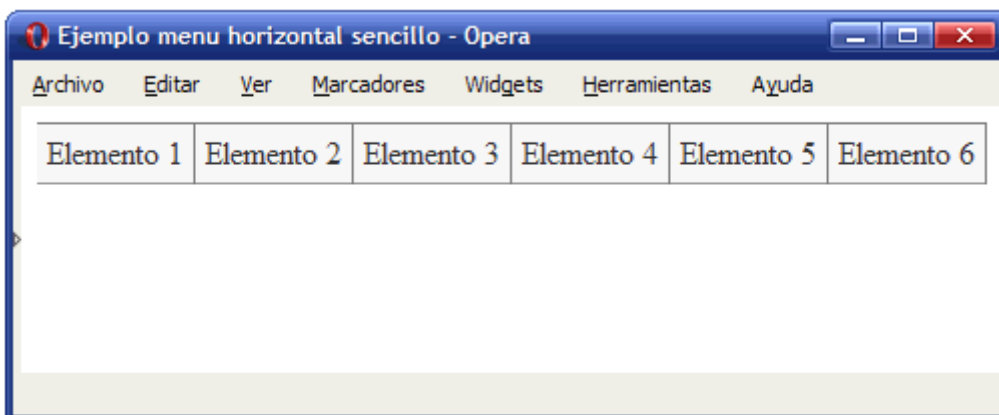 Ejemplo menu horizontal sencillo - Opera
Archivo Editar Ver Marcadores Widgets Herramientas Ayuda
Elemento 1 Elemento 2 Elemento 3 Elemento 4 Elemento 5 Elemento 6